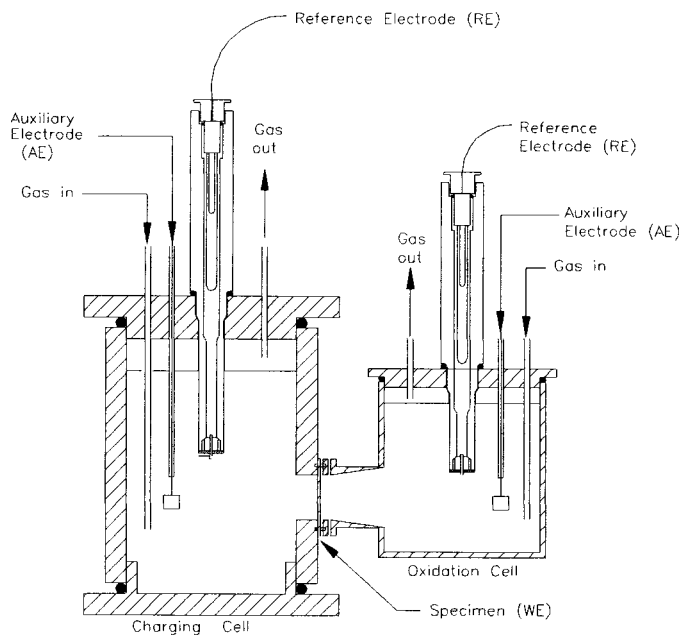 Reference Electrode (RE)
Auxiliary
Electrode
(AE)
Gas
out
Gas in
Reference
Electrode (RE)
Auxiliary
Electrode (AE)
Gas
out
Gas in
Oxidation Cell
Specimen (WE)
Charging Cell